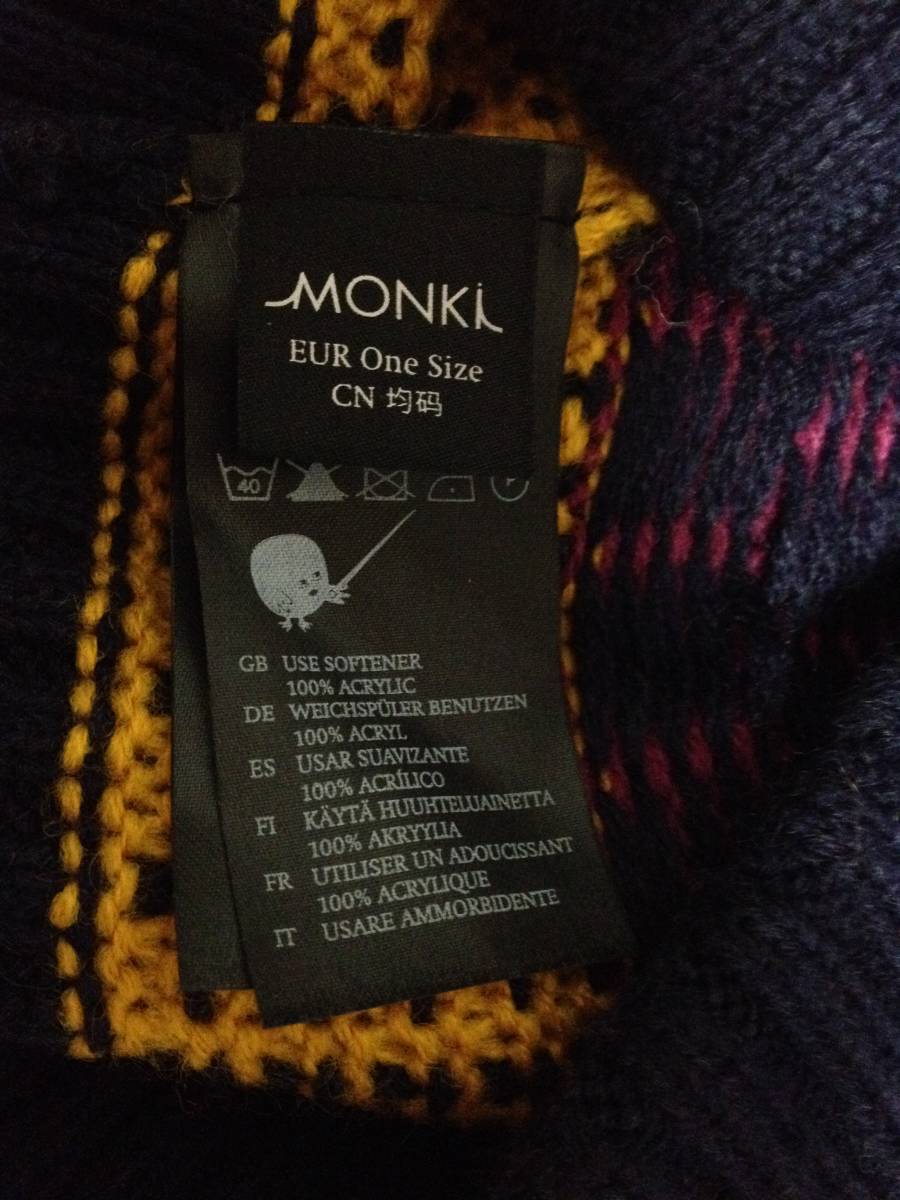 MONKI
EUR One Size
CN 均码
40
P
GB USE SOFTENER
100% ACRYLIC
DE WEICHSPÜLER BENUTZEN
100% ACRYL
ES USAR SUAVIZANTE
100% ACRÍLICO
FI KÄYTÄ HUUHTELUAINETTA
100% AKRYYLIA
FR UTILISER UN ADOUCISSANT
100% ACRYLIQUE
IT USARE AMMORBIDENTE